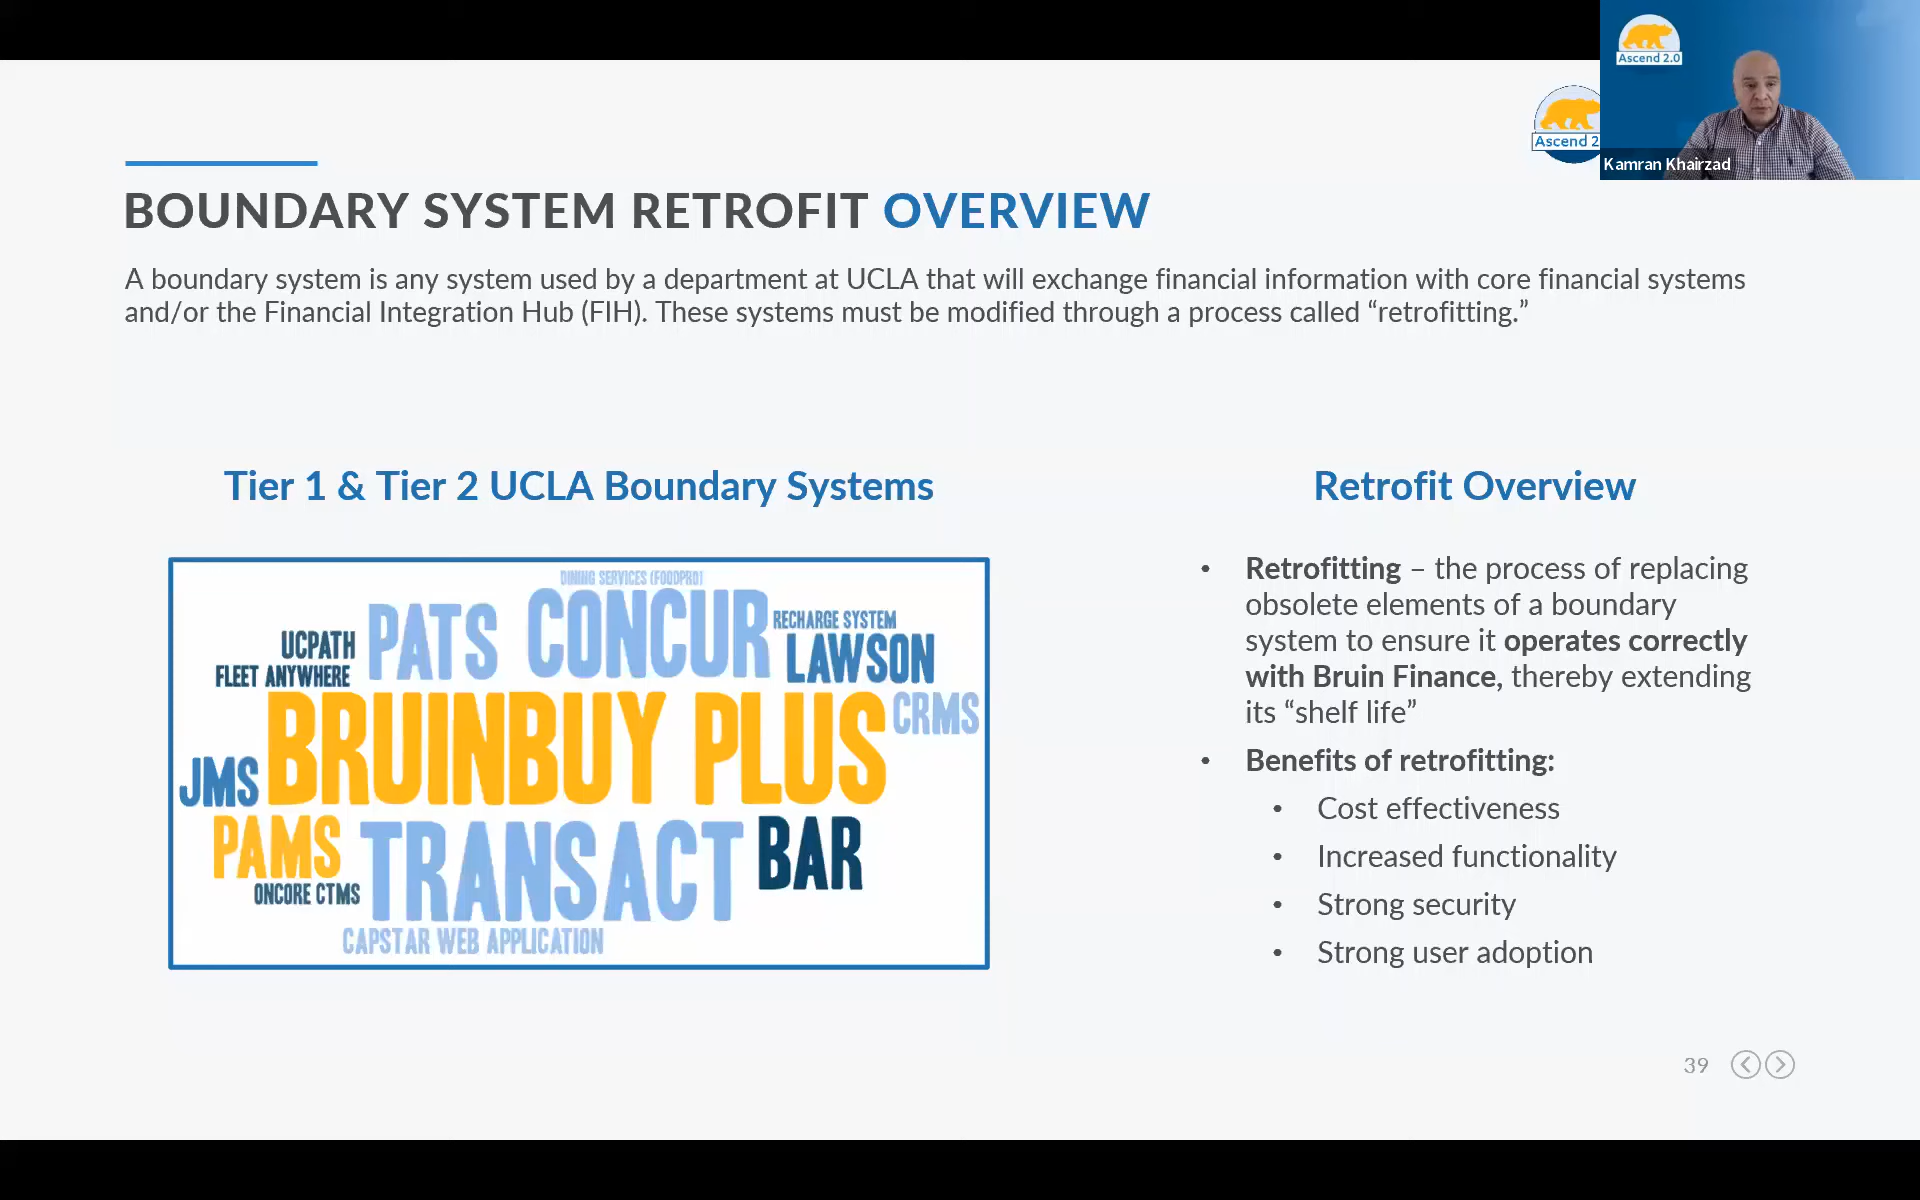 Ascend 2.0
Ascend 2
Kamran Khairzad
BOUNDARY SYSTEM RETROFIT OVERVIEW
A boundary system is any system used by a department at UCLA that will exchange financial information with core financial systems
and/or the Financial Integration Hub (FIH). These systems must be modified through a process called “retrofitting.”
Tier 1 & Tier 2 UCLA Boundary Systems
DINING SERVICES (FOODPRO)
UCPATH
PATS
CONCUR
RECHARGE SYSTEM
LAWSON
FLEET ANYWHERE
BRUINBUY PLUS
CRMS
JMS
PAMS
TRANSACT
BAR
ONCORE CTMS
CAPSTAR WEB APPLICATION
Retrofit Overview
• Retrofitting – the process of replacing
obsolete elements of a boundary
system to ensure it operates correctly
with Bruin Finance, thereby extending
its “shelf life”
• Benefits of retrofitting:
• Cost effectiveness
• Increased functionality
• Strong security
• Strong user adoption
39